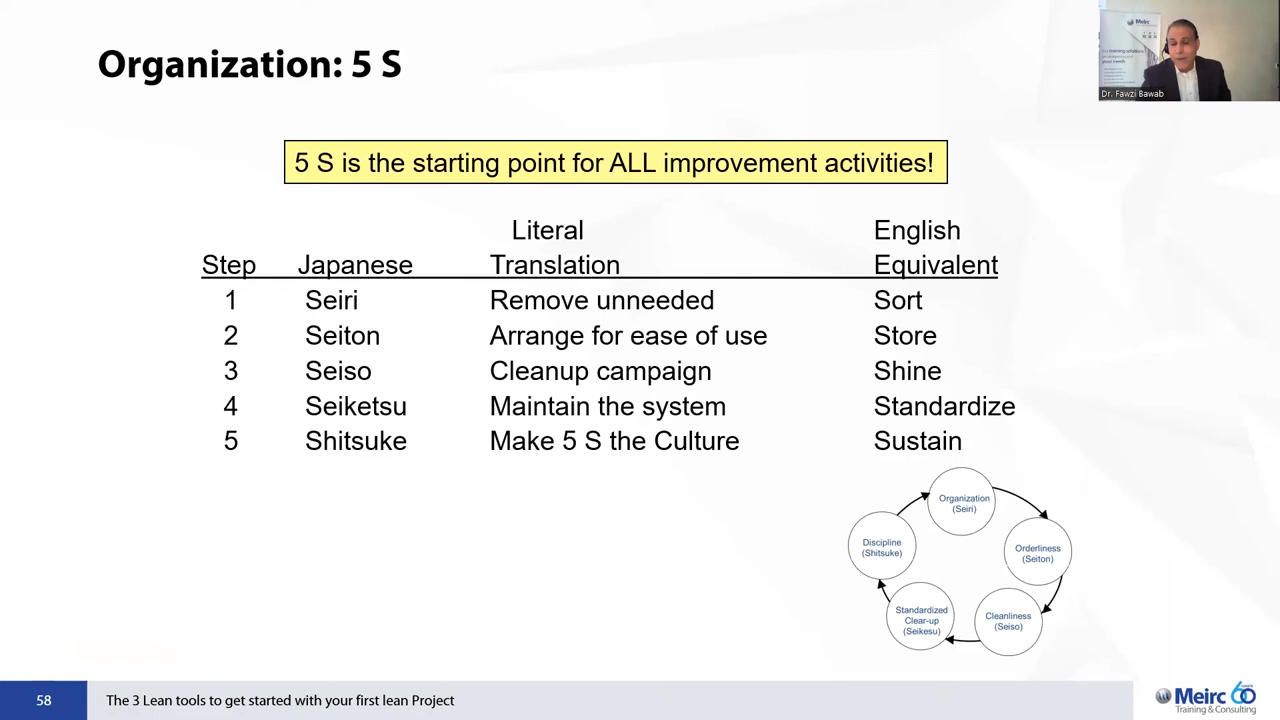 Organization: 5 S
Meirc
Dr. Fawzi Bawab
5 S is the starting point for ALL improvement activities!
Literal English
Step Japanese Translation Equivalent
1 Seiri Remove unneeded Sort
2 Seiton Arrange for ease of use Store
3 Seiso Cleanup campaign Shine
4 Seiketsu Maintain the system Standardize
5 Shitsuke Make 5 S the Culture Sustain
Organization
(Seiri)
Orderliness
(Seiton)
Cleanliness
(Seiso)
Standardized
Clear-up
(Seikesu)
Discipline
(Shitsuke)
58 The 3 Lean tools to get started with your first lean Project
Meirc 60
Training & Consulting